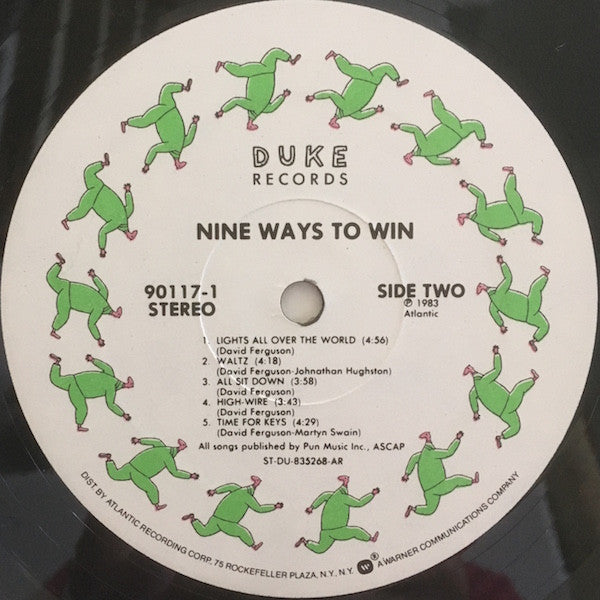 DUKE
RECORDS
NINE WAYS TO WIN
90117-1
STEREO
SIDE TWO
℗ 1983
Atlantic
1. LIGHTS ALL OVER THE WORLD (4:56)
(David Ferguson)
2. WALTZ (4:18)
(David Ferguson-Johnathan Hughston)
3. ALL SIT DOWN (3:58)
(David Ferguson)
4. HIGH-WIRE (3:43)
(David Ferguson)
5. TIME FOR KEYS (4:29)
(David Ferguson-Martyn Swain)
All songs published by Pun Music Inc., ASCAP
ST-DU-835268-AR
DIST. BY ATLANTIC RECORDING CORP. 75 ROCKEFELLER PLAZA, N.Y., N.Y. ® A WARNER COMMUNICATIONS COMPANY